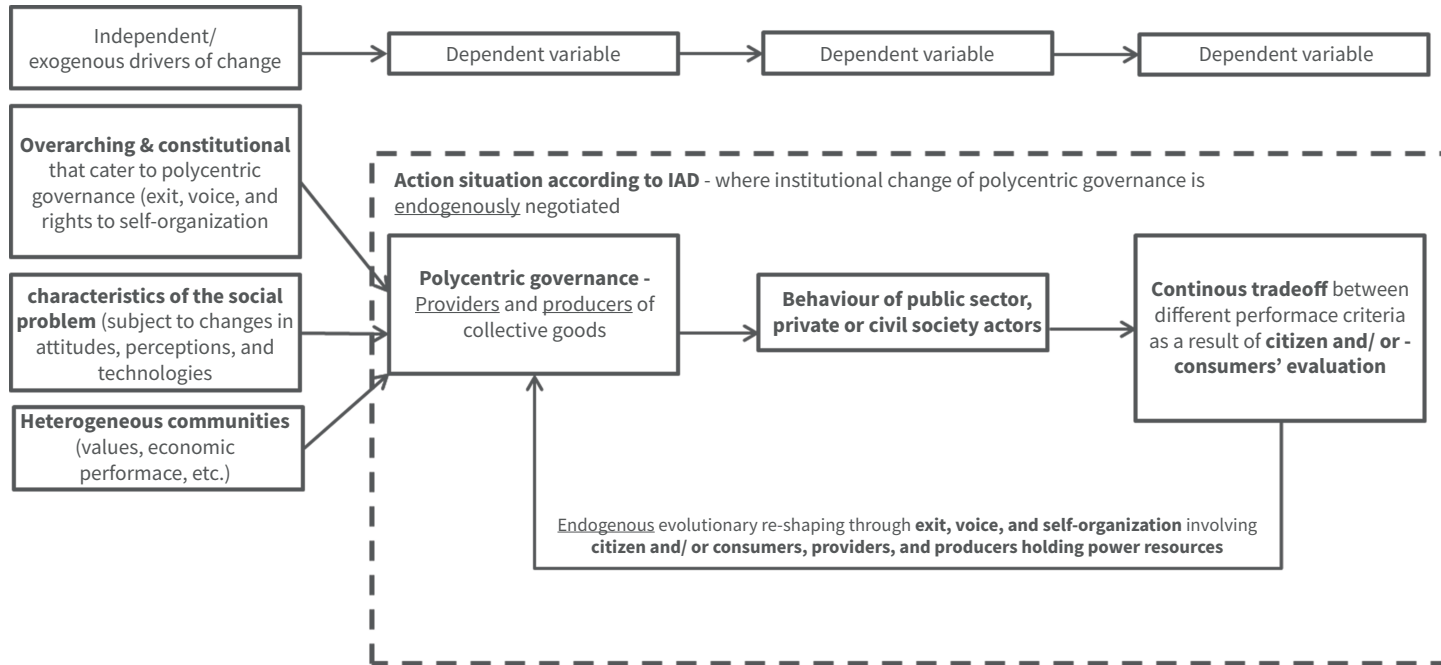 Independent/
exogenous drivers of change
Dependent variable
Dependent variable
Dependent variable
Overarching & constitutional
that cater to polycentric
governance (exit, voice, and
rights to self-organization
Action situation according to IAD - where institutional change of polycentric governance is
endogenously negotiated
characteristics of the social
problem (subject to changes in
attitudes, perceptions, and
technologies
Heterogeneous communities
(values, economic
performace, etc.)
Polycentric governance -
Providers and producers of
collective goods
Behaviour of public sector,
private or civil society actors
Continous tradeoff between
different performace criteria
as a result of citizen and/ or -
consumers’ evaluation
Endogenous evolutionary re-shaping through exit, voice, and self-organization involving
citizen and/ or consumers, providers, and producers holding power resources